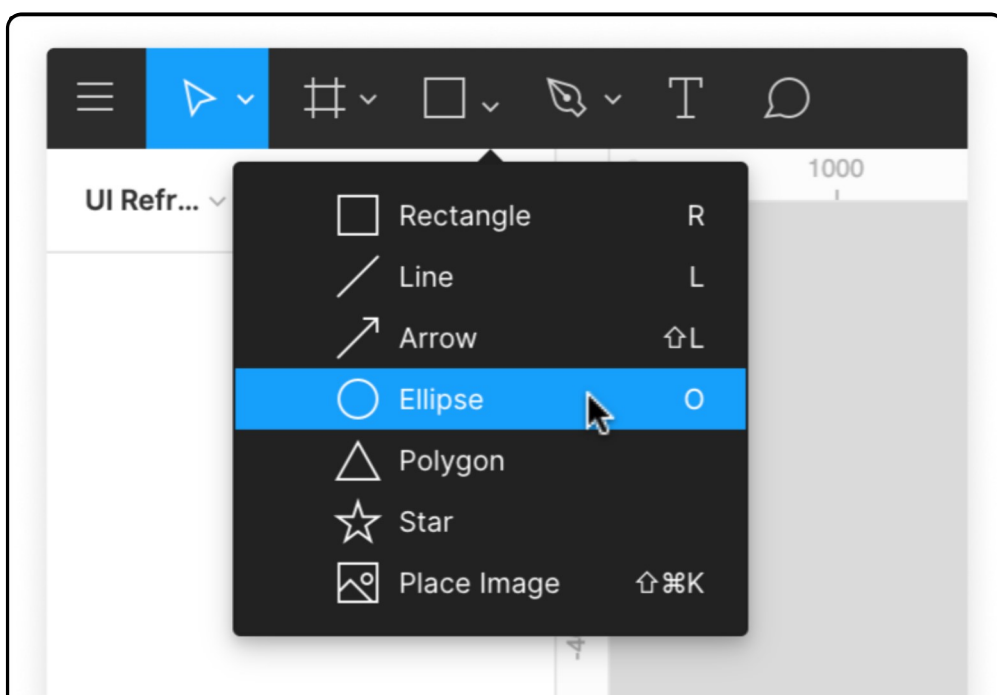 UI Refr...
1000
Rectangle R
Line L
Arrow ⇧L
Ellipse O
Polygon
Star
Place Image ⇧⌘K